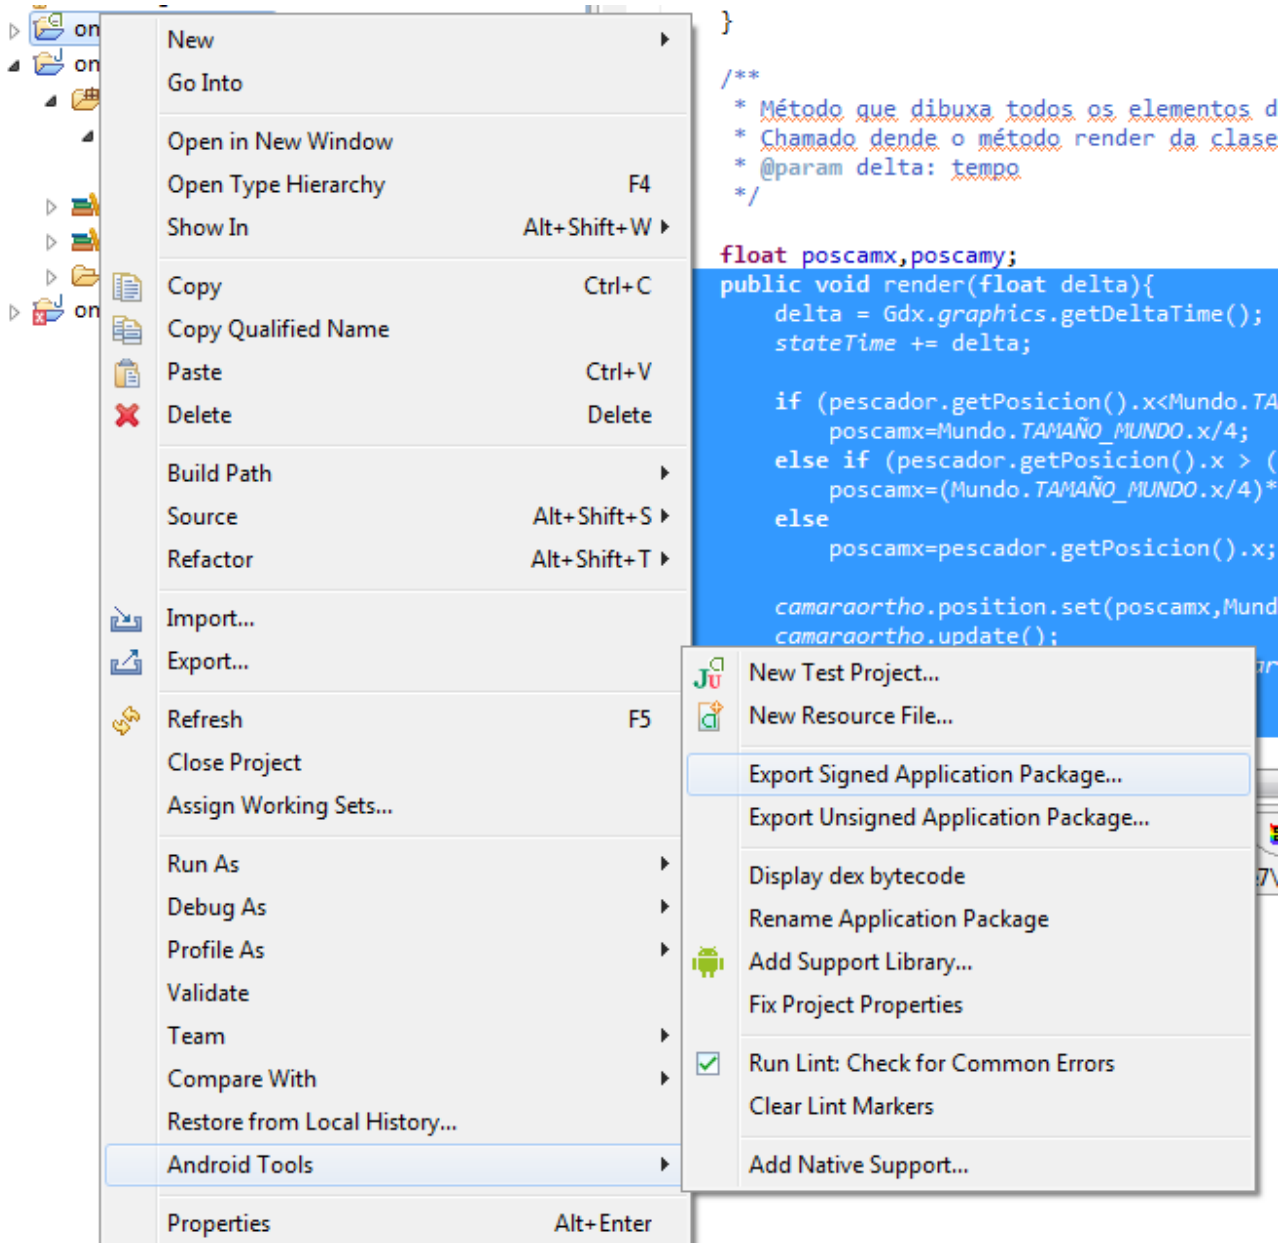 on
on
on
New
Go Into
Open in New Window
Open Type Hierarchy F4
Show In Alt+Shift+W
Copy Ctrl+C
Copy Qualified Name
Paste Ctrl+V
Delete Delete
Build Path
Source Alt+Shift+S
Refactor Alt+Shift+T
Import...
Export...
Refresh F5
Close Project
Assign Working Sets...
Run As
Debug As
Profile As
Validate
Team
Compare With
Restore from Local History...
Android Tools
Properties Alt+Enter
New Test Project...
New Resource File...
Export Signed Application Package...
Export Unsigned Application Package...
Display dex bytecode
Rename Application Package
Add Support Library...
Fix Project Properties
Run Lint: Check for Common Errors
Clear Lint Markers
Add Native Support...
}
/**
* Método que dibuxa todos os elementos d
* Chamado dende o método render da clase
* @param delta: tempo
*/
float poscamx,poscamy;
public void render(float delta){
delta = Gdx.graphics.getDeltaTime();
stateTime += delta;
if (pescador.getPosicion().x<Mundo.TA
poscamx=Mundo.TAMAÑO_MUNDO.x/4;
else if (pescador.getPosicion().x > (
poscamx=(Mundo.TAMAÑO_MUNDO.x/4)*
else
poscamx=pescador.getPosicion().x;
camaraortho.position.set(poscamx,Mund
camaraortho.update();
ar
7\